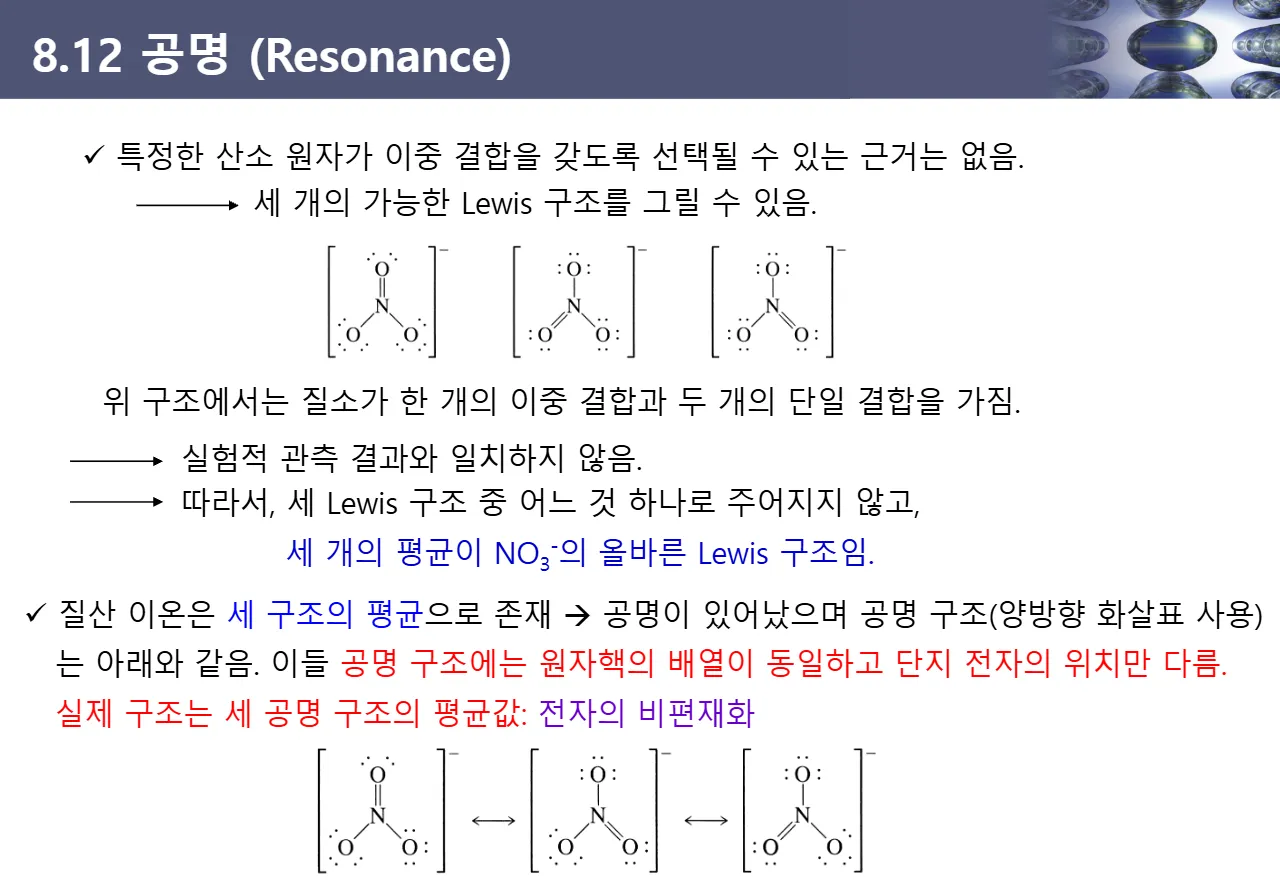 8.12 공명 (Resonance)
✓ 특정한 산소 원자가 이중 결합을 갖도록 선택될 수 있는 근거는 없음.
세 개의 가능한 Lewis 구조를 그릴 수 있음.
O N O O − O N O O − O N O O −
위 구조에서는 질소가 한 개의 이중 결합과 두 개의 단일 결합을 가짐.
실험적 관측 결과와 일치하지 않음.
따라서, 세 Lewis 구조 중 어느 것 하나로 주어지지 않고,
세 개의 평균이 NO₃⁻의 올바른 Lewis 구조임.
✓ 질산 이온은 세 구조의 평균으로 존재 → 공명이 있어났으며 공명 구조(양방향 화살표 사용)
는 아래와 같음. 이들 공명 구조에는 원자핵의 배열이 동일하고 단지 전자의 위치만 다름.
실제 구조는 세 공명 구조의 평균값: 전자의 비편재화
O N O O − ↔ O N O O − ↔ O N O O −